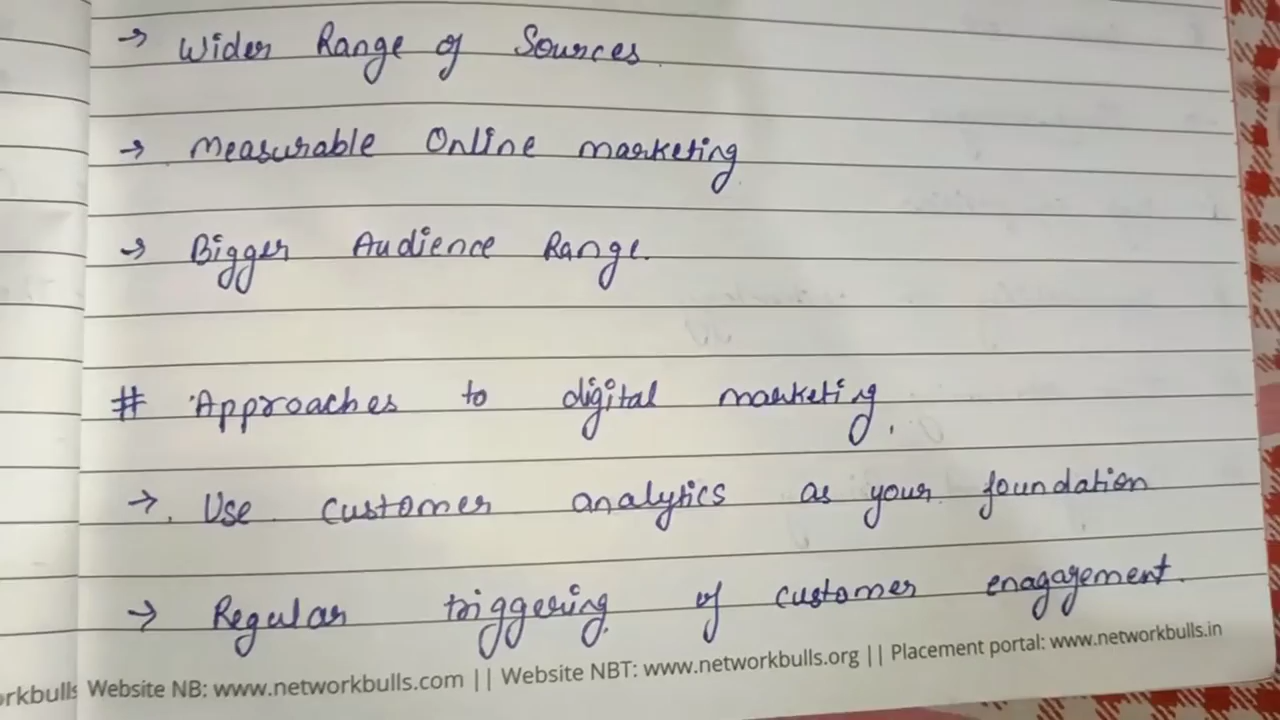 → Wider Range of Sources.
→ Measurable Online marketing
→ Bigger Audience Range.
# Approaches to digital marketing.
→ Use customer analytics as your foundation
→ Regular triggering of customer enagagement.
orkbulls Website NB: www.networkbulls.com || Website NBT: www.networkbulls.org || Placement portal: www.networkbulls.in